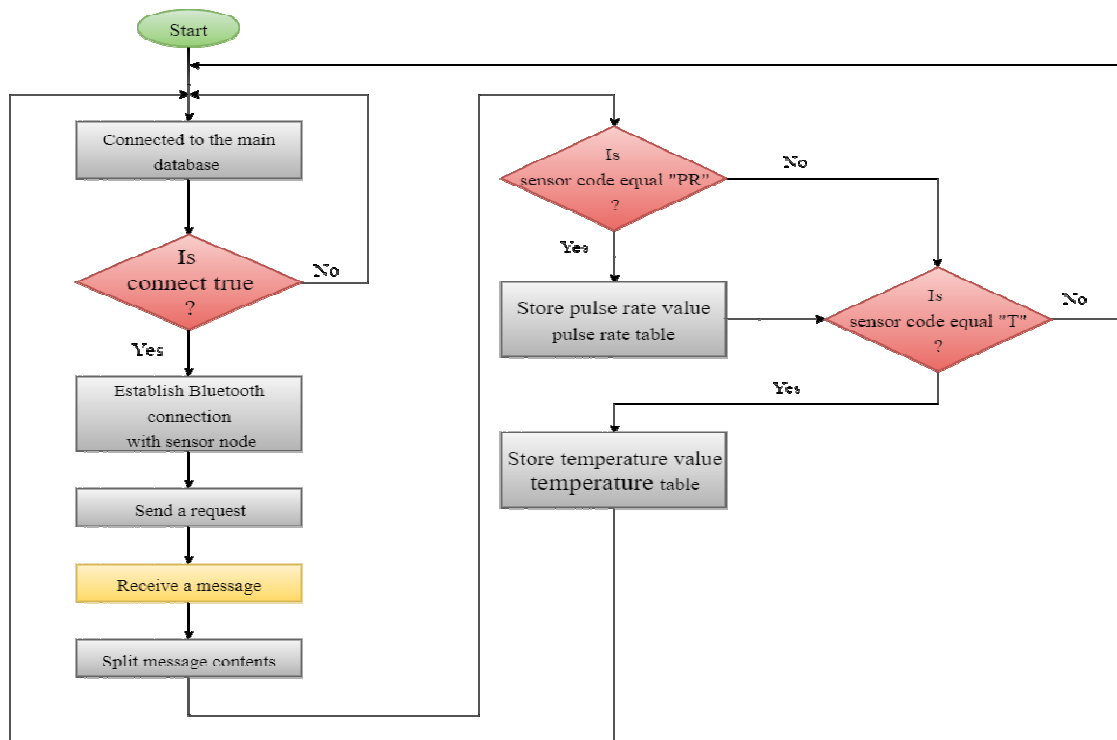 Start
Connected to the main
database
Is
connect true
?
No
Yes
Establish Bluetooth
connection
with sensor node
Send a request
Receive a message
Split message contents
Is
sensor code equal "PR"
?
No
Yes
Store pulse rate value
pulse rate table
Is
sensor code equal "T"
?
No
Yes
Store temperature value
temperature table